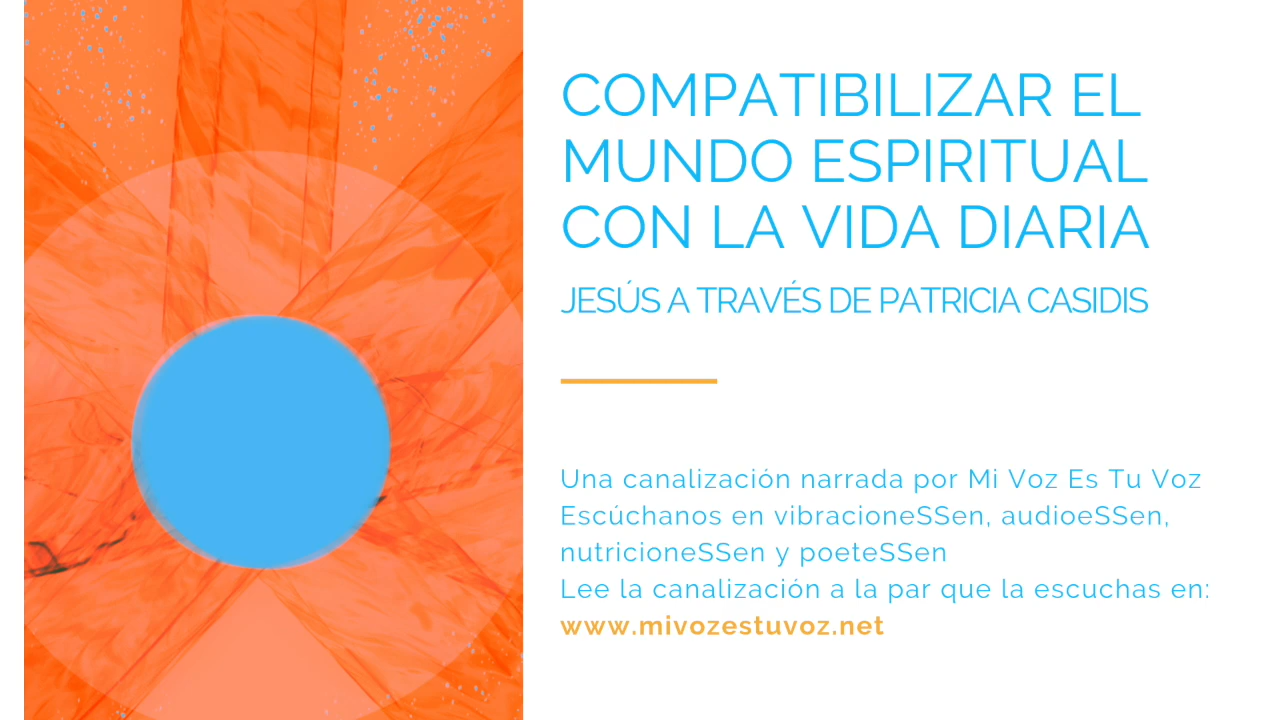 COMPATIBILIZAR EL
MUNDO ESPIRITUAL
CON LA VIDA DIARIA
JESÚS A TRAVÉS DE PATRICIA CASIDIS
Una canalización narrada por Mi Voz Es Tu Voz
Escúchanos en vibracioneSSen, audioeSSen,
nutricioneSSen y poeteSSen
Lee la canalización a la par que la escuchas en:
www.mivozestuvoz.net